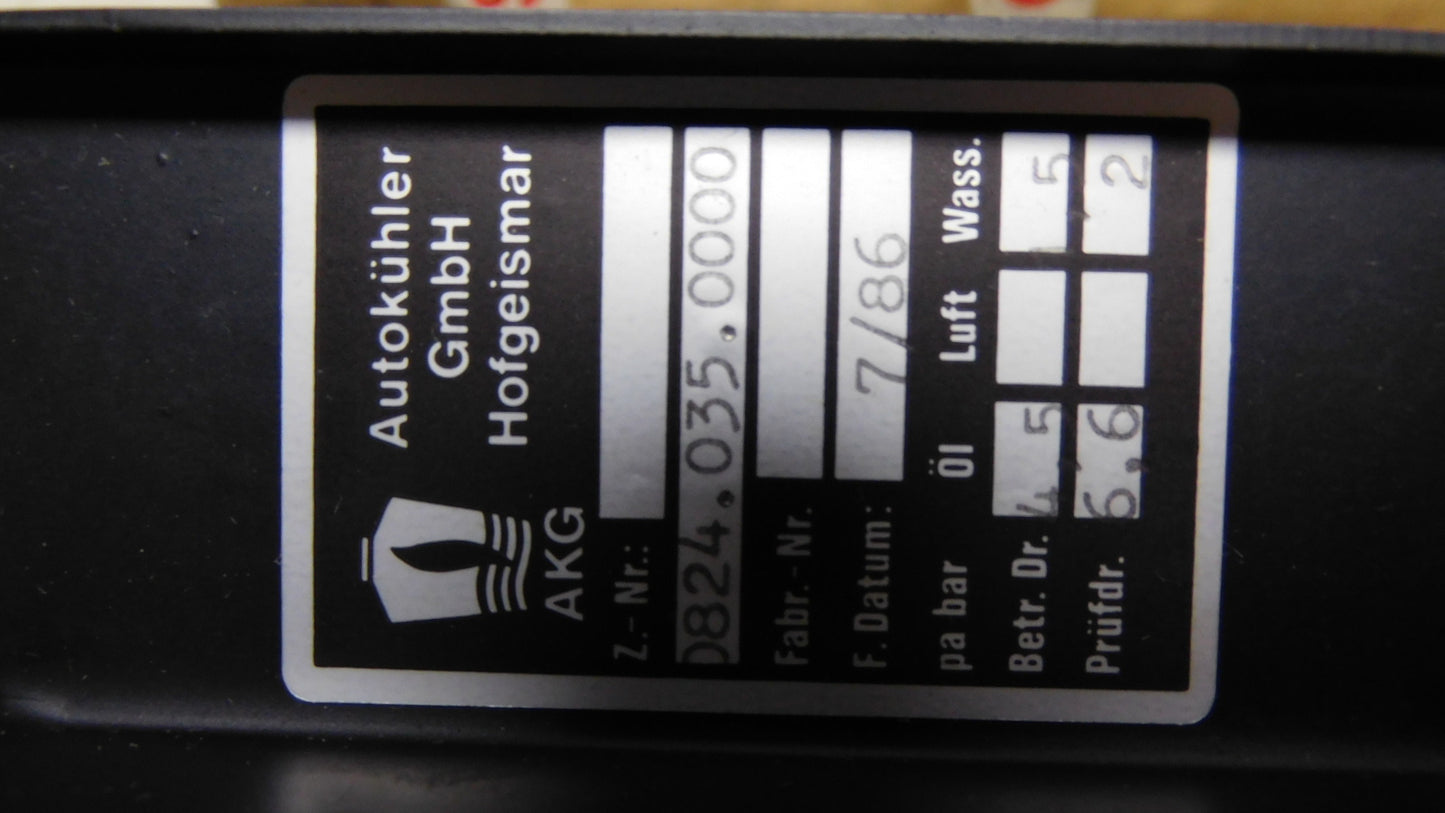 Autokühler
GmbH
Hofgeismar
AKG
Z.-Nr.:
0824.035.0000
Fabr.-Nr.
F. Datum: 7/86
pa bar Öl Luft Wass.
Betr. Dr. 4,5 1,5
Prüfdr. 6,6 2